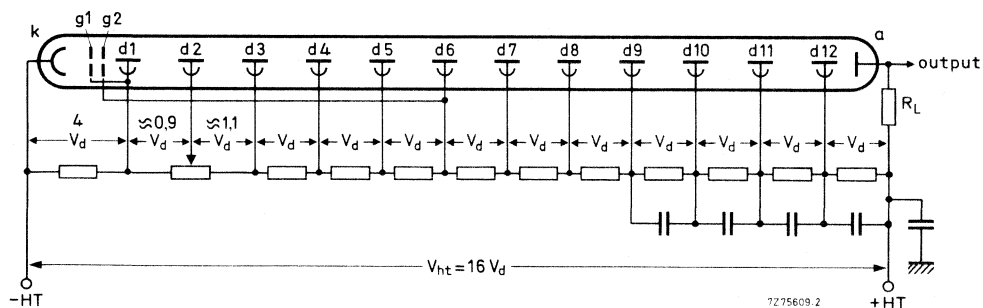 g1 g2
k d1 d2 d3 d4 d5 d6 d7 d8 d9 d10 d11 d12 a
output
R_L
4 ≈0,9 ≈1,1
V_d V_d V_d V_d V_d V_d V_d V_d V_d V_d V_d V_d V_d
V_ht = 16 V_d
-HT 7Z75609.2 +HT